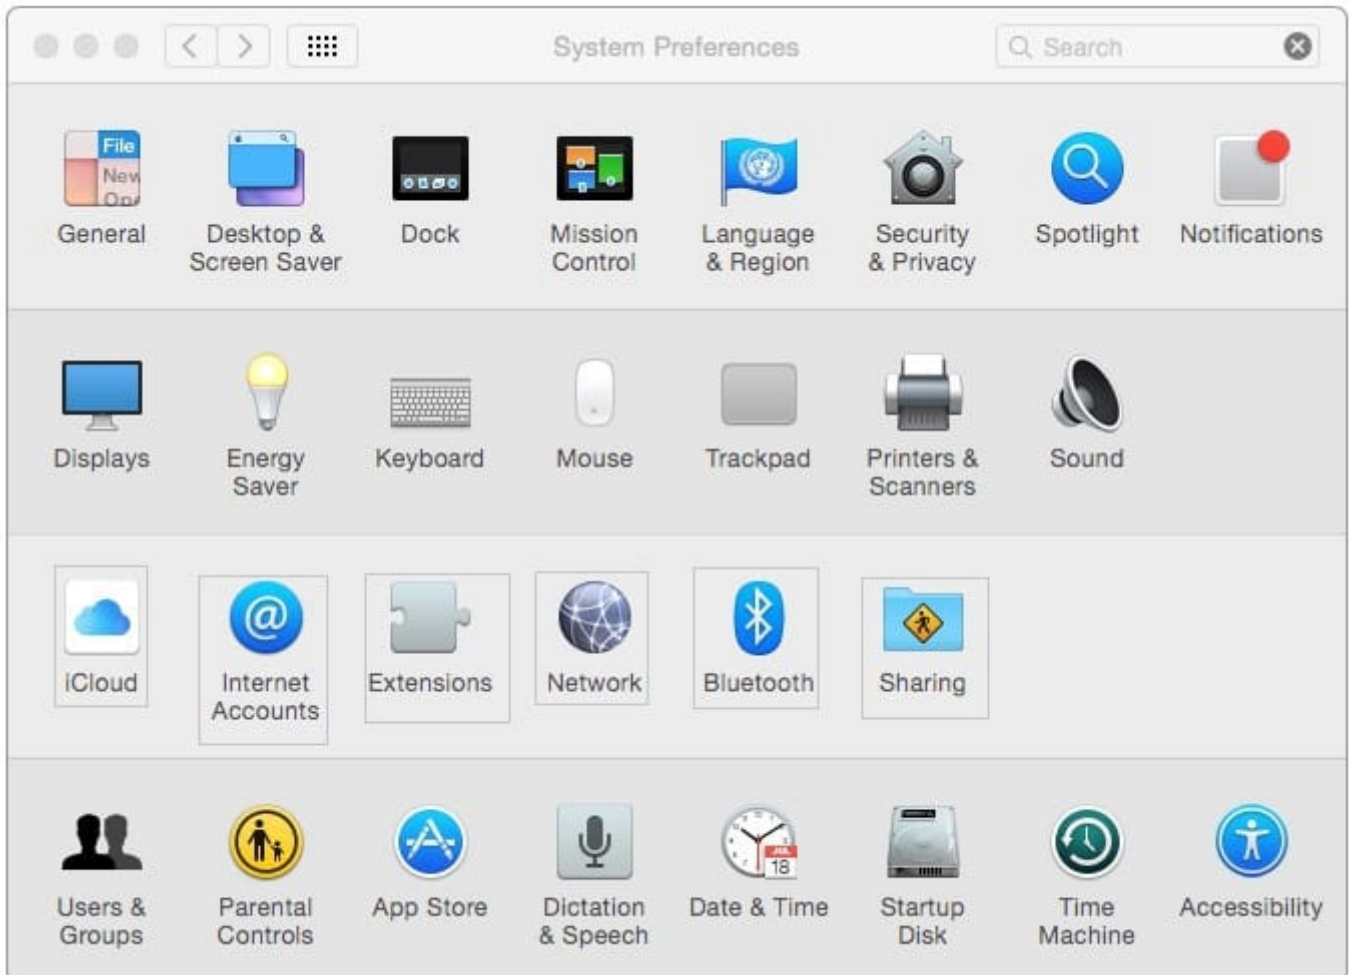 System Preferences
Search
File
New
General
Desktop &
Screen Saver
Dock
Mission
Control
Language
& Region
Security
& Privacy
Spotlight
Notifications
Displays
Energy
Saver
Keyboard
Mouse
Trackpad
Printers &
Scanners
Sound
@
iCloud
Internet
Accounts
Extensions
Network
Bluetooth
Sharing
JUL
18
Users &
Groups
Parental
Controls
App Store
Dictation
& Speech
Date & Time
Startup
Disk
Time
Machine
Accessibility